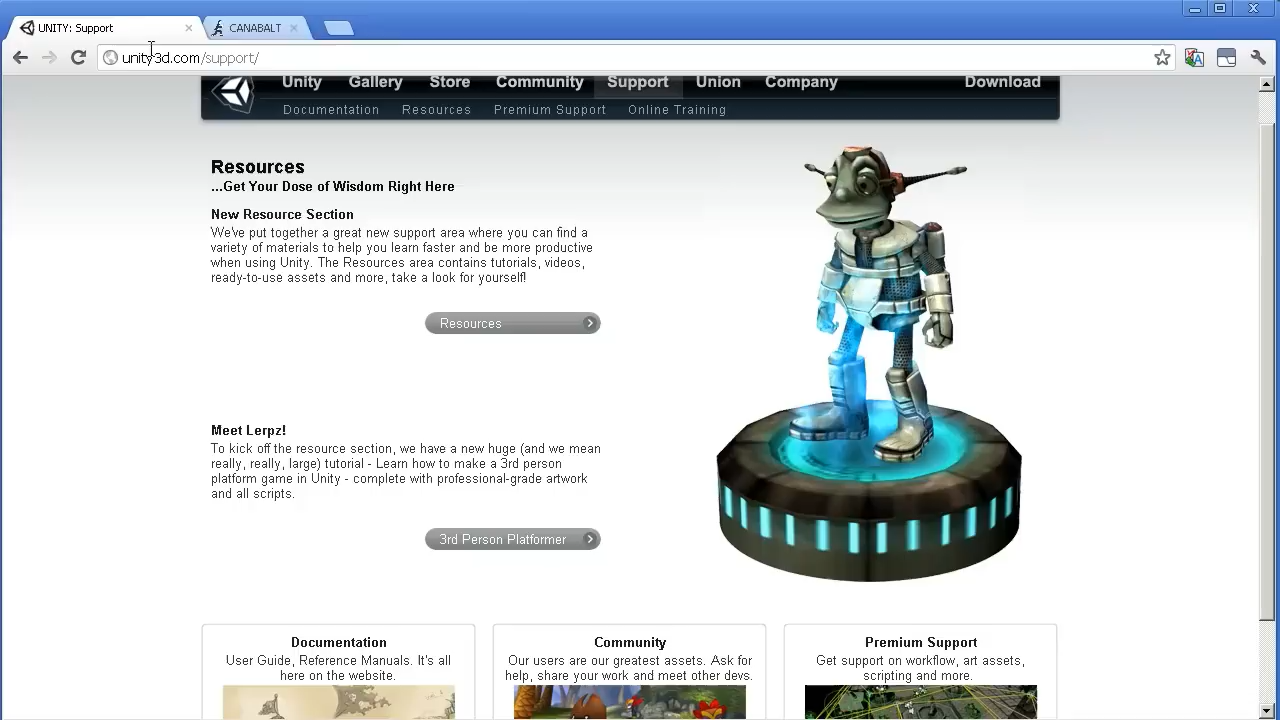 UNITY: Support
CANABALT
unity3d.com/support/
Unity Gallery Store Community Support Union Company Download
Documentation Resources Premium Support Online Training
Resources
...Get Your Dose of Wisdom Right Here
New Resource Section
We've put together a great new support area where you can find a
variety of materials to help you learn faster and be more productive
when using Unity. The Resources area contains tutorials, videos,
ready-to-use assets and more, take a look for yourself!
Resources
Meet Lerpz!
To kick off the resource section, we have a new huge (and we mean
really, really, large) tutorial - Learn how to make a 3rd person
platform game in Unity - complete with professional-grade artwork
and all scripts.
3rd Person Platformer
Documentation
User Guide, Reference Manuals. It's all
here on the website.
Community
Our users are our greatest assets. Ask for
help, share your work and meet other devs.
Premium Support
Get support on workflow, art assets,
scripting and more.